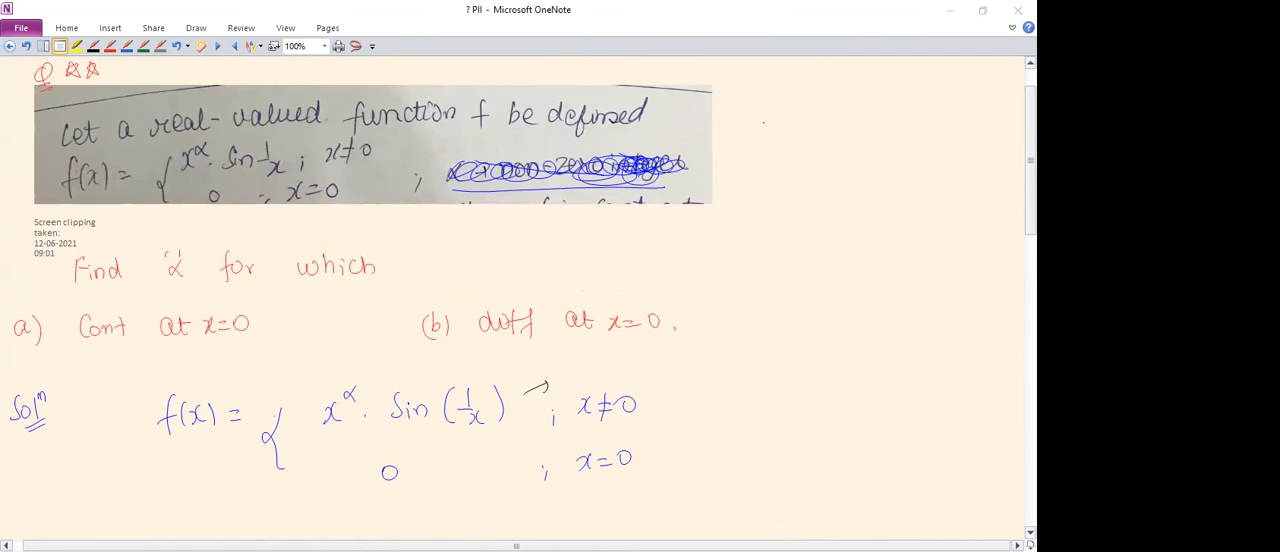 ? PII - Microsoft OneNote
File Home Insert Share Draw Review View Pages
100%
Q ☆☆
Let a real-valued function f be definsed
f(x) = { x^α · sin 1/x ; x≠0
0 ; x=0 ;
Screen clipping
taken:
12-06-2021
09:01
Find 'α' for which
a) Cont at x=0 (b) diff at x=0.
Solⁿ f(x) = { x^α · Sin (1/x) ; x≠0
0 ; x=0